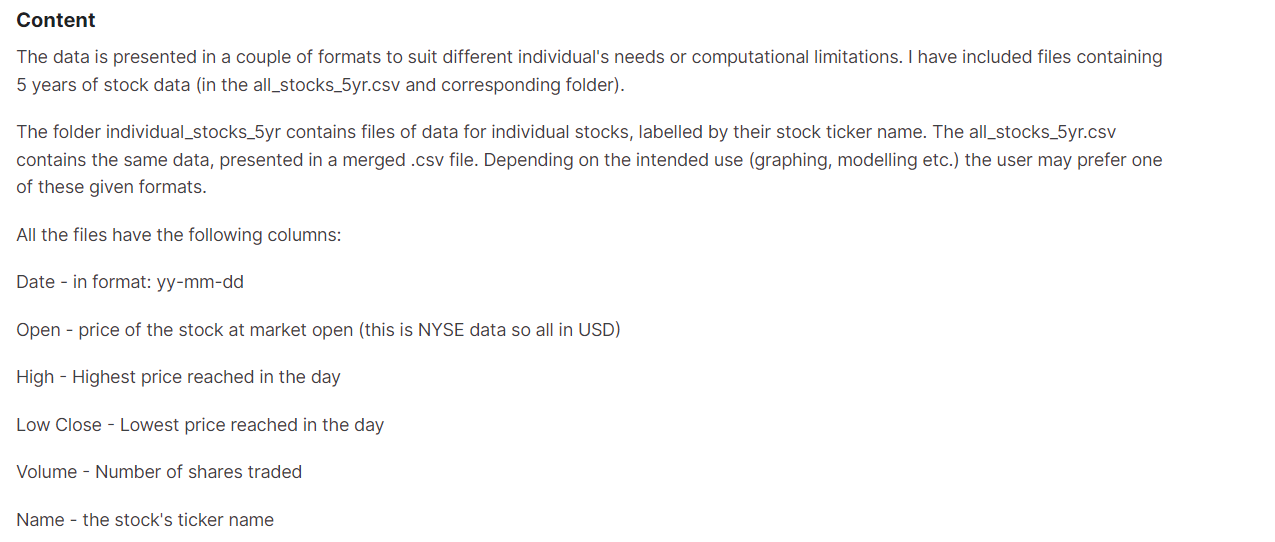 Content
The data is presented in a couple of formats to suit different individual's needs or computational limitations. I have included files containing
5 years of stock data (in the all_stocks_5yr.csv and corresponding folder).
The folder individual_stocks_5yr contains files of data for individual stocks, labelled by their stock ticker name. The all_stocks_5yr.csv
contains the same data, presented in a merged .csv file. Depending on the intended use (graphing, modelling etc.) the user may prefer one
of these given formats.
All the files have the following columns:
Date - in format: yy-mm-dd
Open - price of the stock at market open (this is NYSE data so all in USD)
High - Highest price reached in the day
Low Close - Lowest price reached in the day
Volume - Number of shares traded
Name - the stock's ticker name